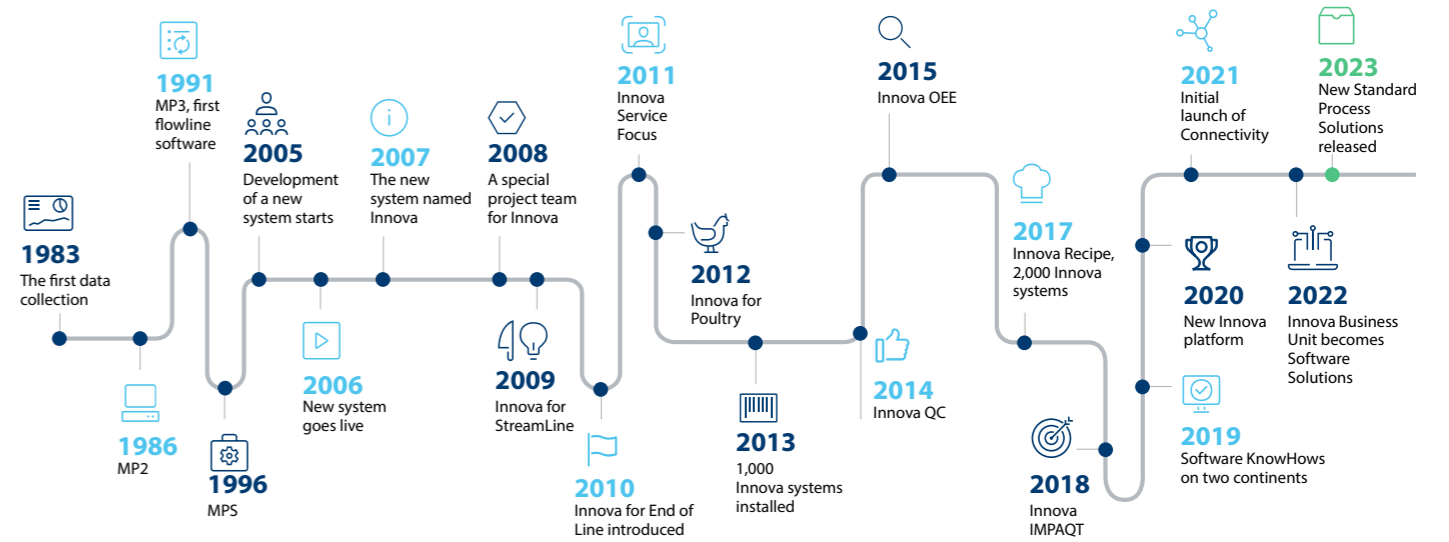 1983
The first data
collection
1986
MP2
1991
MP3, first
flowline
software
1996
MPS
2005
Development
of a new
system starts
2006
New system
goes live
2007
The new
system named
Innova
2008
A special
project team
for Innova
2009
Innova for
StreamLine
2010
Innova for End of
Line introduced
2011
Innova
Service
Focus
2012
Innova for
Poultry
2013
1,000
Innova systems
installed
2014
Innova QC
2015
Innova OEE
2017
Innova Recipe,
2,000 Innova
systems
2018
Innova
IMPAQT
2019
Software KnowHows
on two continents
2020
New Innova
platform
2021
Initial
launch of
Connectivity
2022
Innova Business
Unit becomes
Software
Solutions
2023
New Standard
Process
Solutions
released